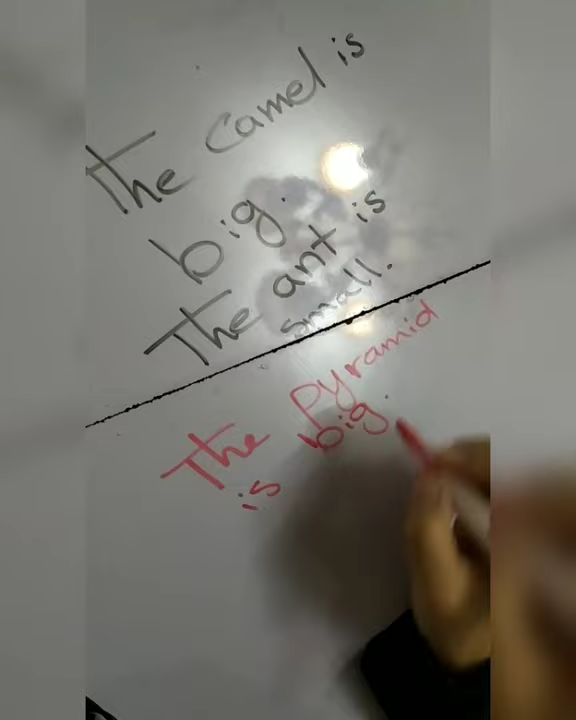 The Camel is
big.
The ant is
small.
The Pyramid
is big.